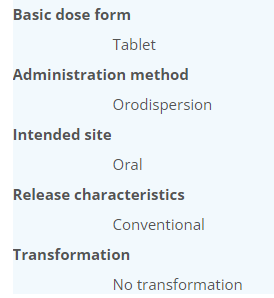 Basic dose form
Tablet
Administration method
Orodispersion
Intended site
Oral
Release characteristics
Conventional
Transformation
No transformation